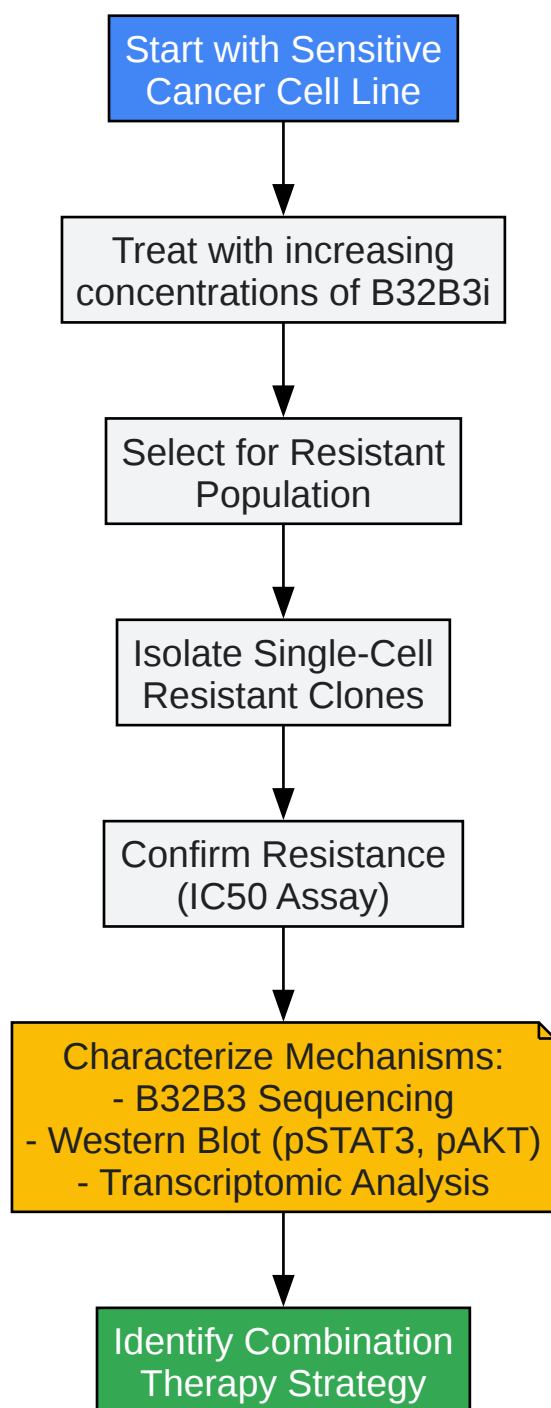 Start with Sensitive
Cancer Cell Line
Treat with increasing
concentrations of B32B3i
Select for Resistant
Population
Isolate Single-Cell
Resistant Clones
Confirm Resistance
(IC50 Assay)
Characterize Mechanisms:
- B32B3 Sequencing
- Western Blot (pSTAT3, pAKT)
- Transcriptomic Analysis
Identify Combination
Therapy Strategy